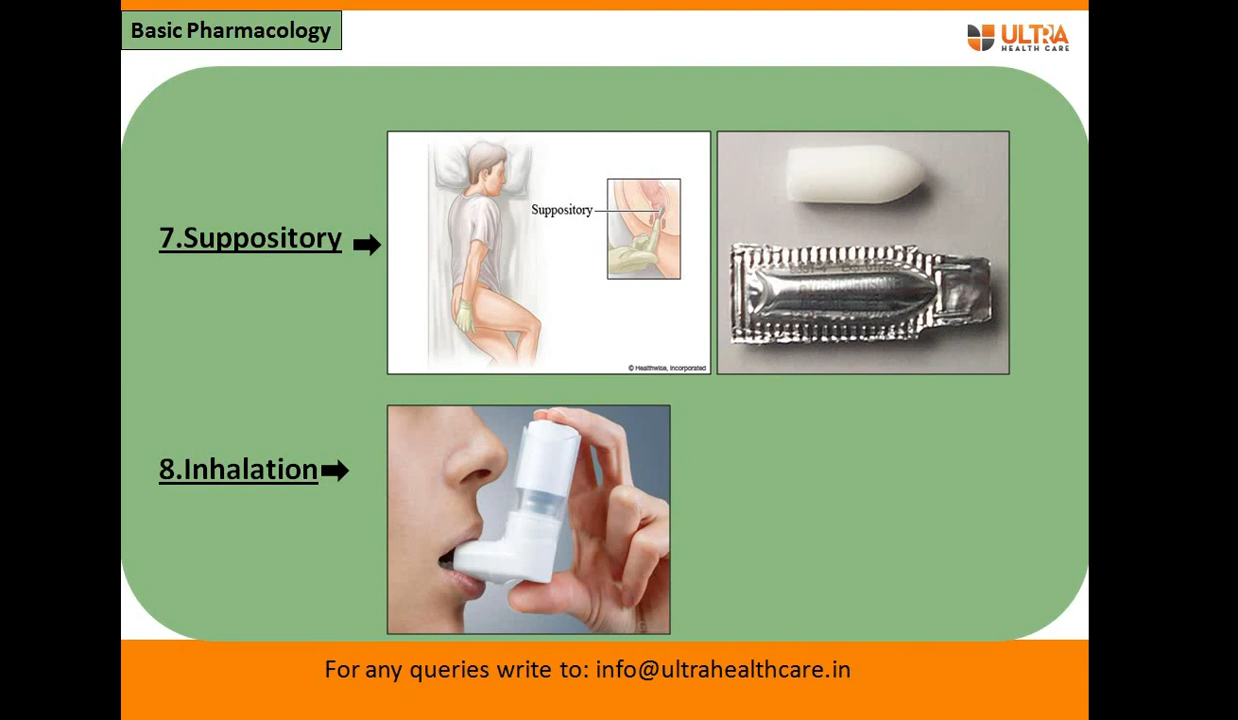 Basic Pharmacology
ULTRA
HEALTH CARE
7.Suppository
Suppository
© Healthwise, Incorporated
8.Inhalation
For any queries write to: info@ultrahealthcare.in